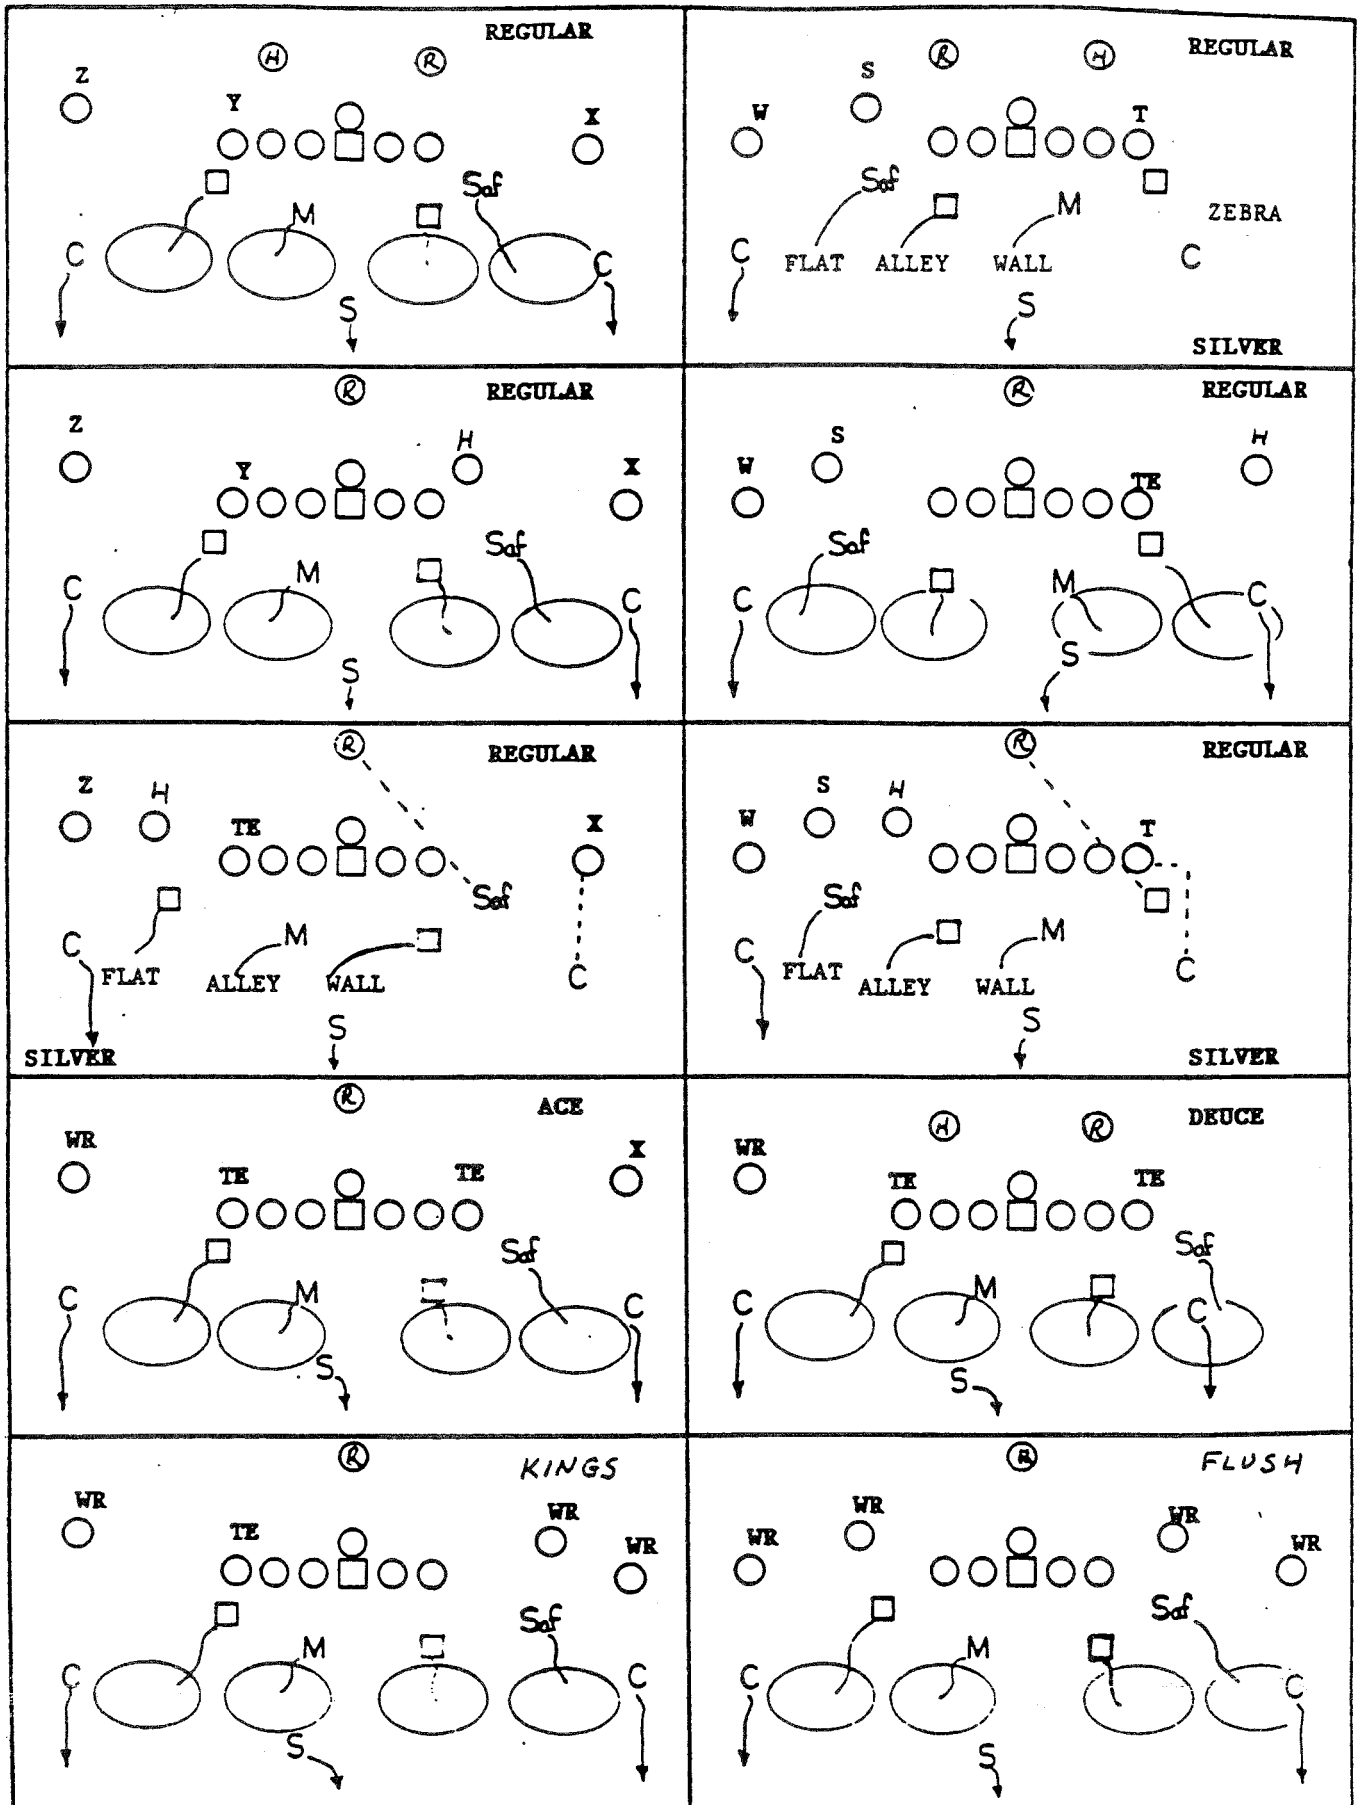 REGULAR
H R
Z
Y X
Saf
M
C C
S
REGULAR
R H
S
W T
Saf
M ZEBRA
C FLAT ALLEY WALL C
S
SILVER
R REGULAR
Z H
Y X
Saf
M
C C
S
R REGULAR
S H
W TE
Saf
M
C C
S
R REGULAR
Z H
TE X
Saf
C M
FLAT ALLEY WALL C
S
SILVER
R REGULAR
S H
W T
Saf
C M
FLAT ALLEY WALL C
S
SILVER
R ACE
WR X
TE TE
Saf
C M C
S
DEUCE
H R
WR
TE TE
Saf
C M C
S
R KINGS
WR WR
TE WR
Saf
C M C
S
R FLUSH
WR WR
WR WR
Saf
C M C
S